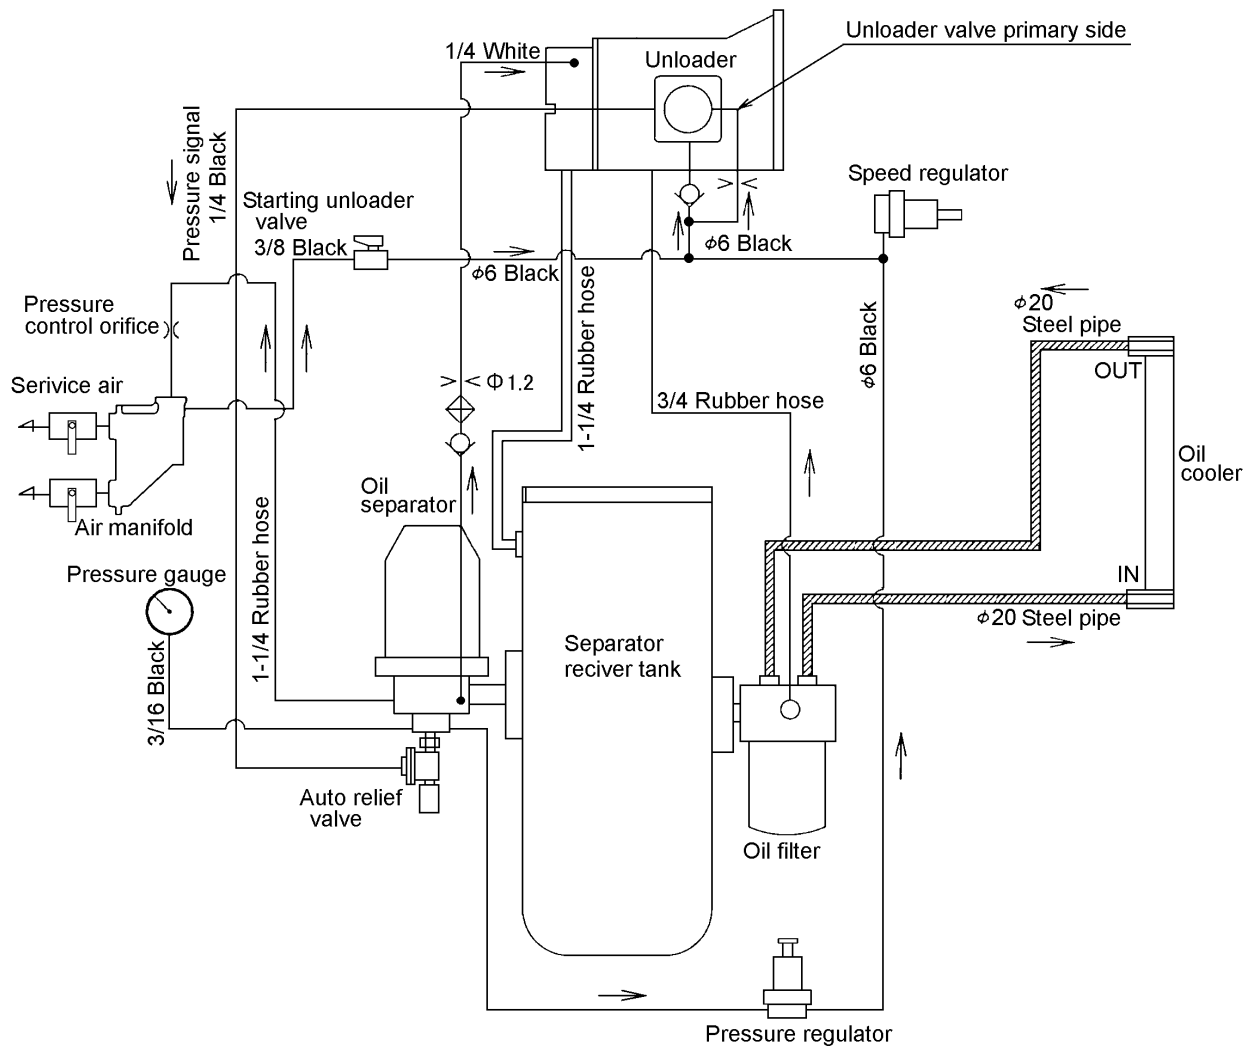 Unloader valve primary side
1/4 White
Unloader
Pressure signal
1/4 Black
Speed regulator
Starting unloader
valve
3/8 Black
ϕ6 Black
ϕ6 Black
1-1/4 Rubber hose
Pressure
control orifice
ϕ20
Steel pipe
ϕ6 Black
OUT
Serivice air
Φ1.2
3/4 Rubber hose
Oil
cooler
Oil
separator
Air manifold
1-1/4 Rubber hose
Pressure gauge
IN
ϕ20 Steel pipe
Separator
reciver tank
3/16 Black
Auto relief
valve
Oil filter
Pressure regulator